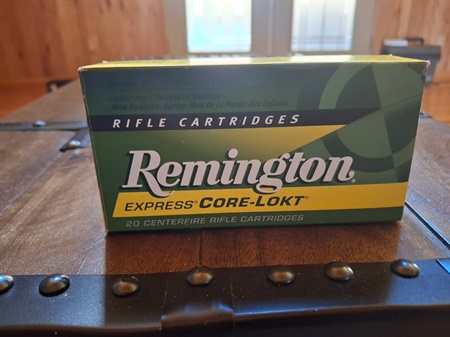 RIFLE CARTRIDGES
Remington®
EXPRESS® CORE-LOKT®
20 CENTERFIRE RIFLE CARTRIDGES